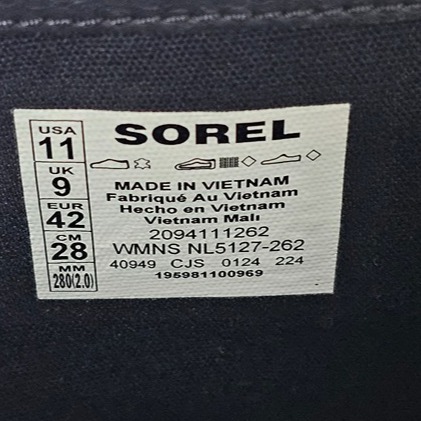 USA
11
UK
9
EUR
42
CM
28
MM
280(2.0)
SOREL
MADE IN VIETNAM
Fabriqué Au Vietnam
Hecho en Vietnam
Vietnam Malı
2094111262
WMNS NL5127-262
40949 CJS 0124 224
195981100969